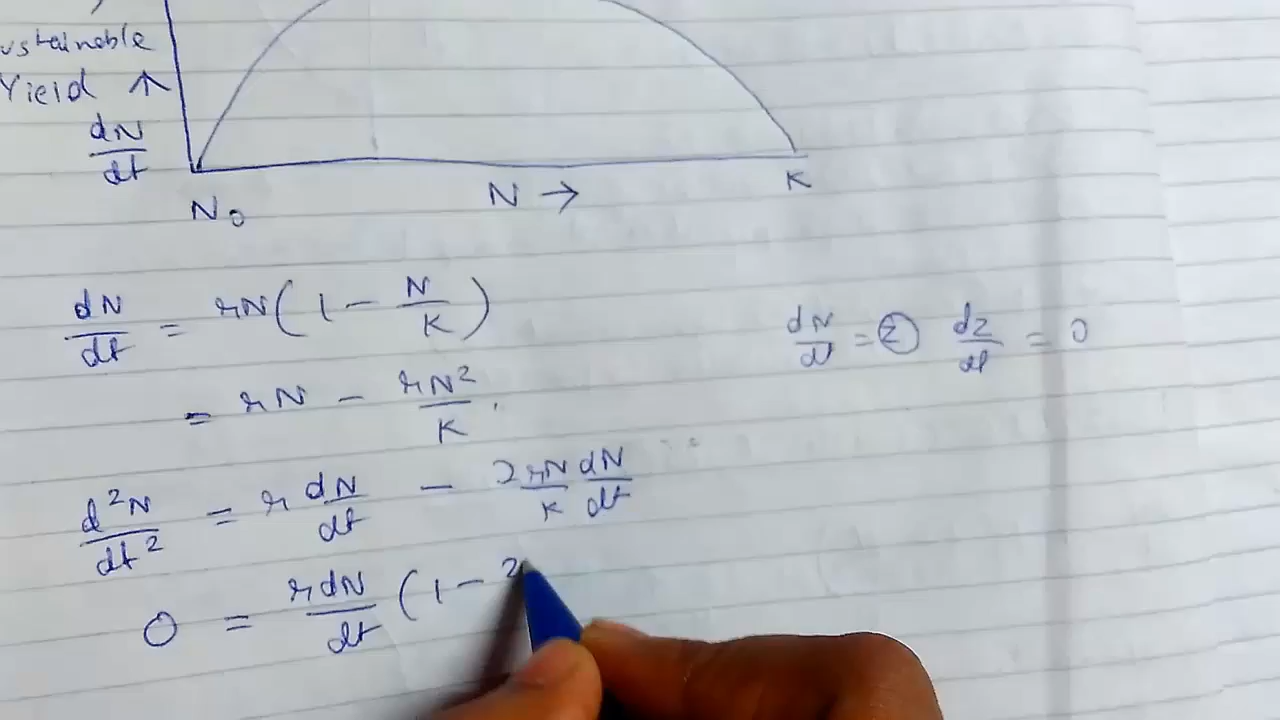 ustainable
Yield ↑
dN/dt
N₀ N → K
dN/dt = rN(1 - N/K)
dN/dt = Z dz/dt = 0
= rN - rN²/K.
d²N/dt² = r dN/dt - 2rN/K dN/dt
0 = r dN/dt (1 - 2